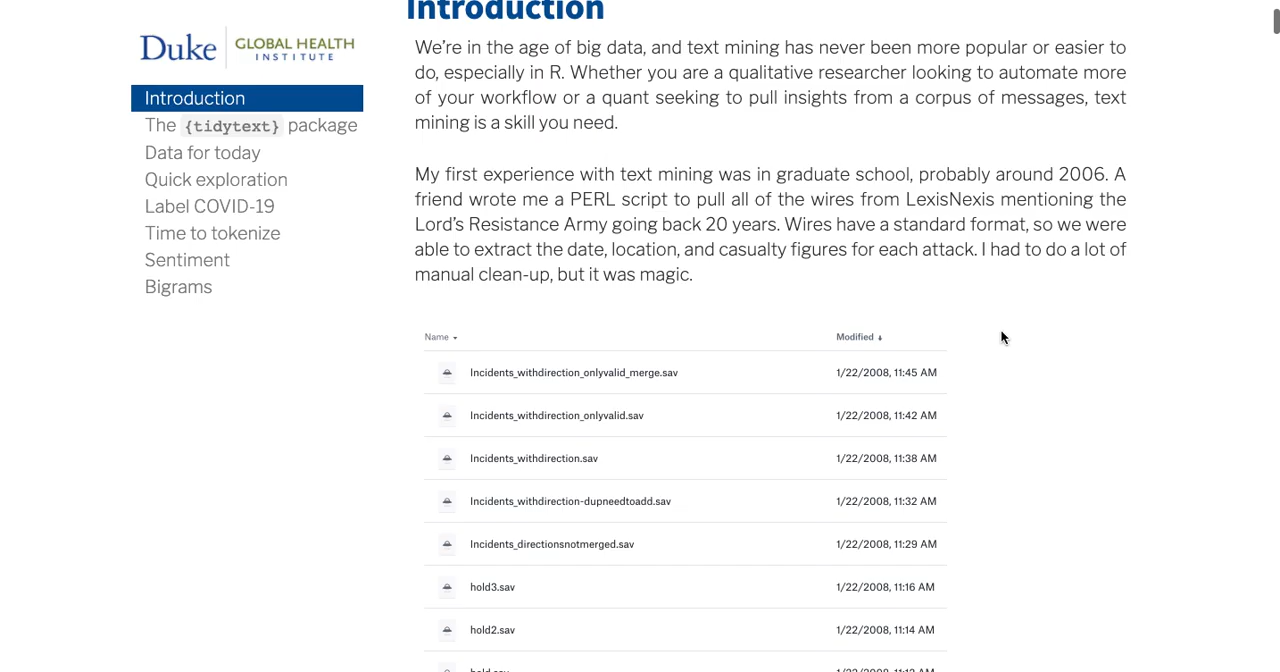 Introduction
Duke GLOBAL HEALTH
INSTITUTE
Introduction
The {tidytext} package
Data for today
Quick exploration
Label COVID-19
Time to tokenize
Sentiment
Bigrams
We’re in the age of big data, and text mining has never been more popular or easier to
do, especially in R. Whether you are a qualitative researcher looking to automate more
of your workflow or a quant seeking to pull insights from a corpus of messages, text
mining is a skill you need.
My first experience with text mining was in graduate school, probably around 2006. A
friend wrote me a PERL script to pull all of the wires from LexisNexis mentioning the
Lord’s Resistance Army going back 20 years. Wires have a standard format, so we were
able to extract the date, location, and casualty figures for each attack. I had to do a lot of
manual clean-up, but it was magic.
Name Modified
Incidents_withdirection_onlyvalid_merge.sav 1/22/2008, 11:45 AM
Incidents_withdirection_onlyvalid.sav 1/22/2008, 11:42 AM
Incidents_withdirection.sav 1/22/2008, 11:38 AM
Incidents_withdirection-dupneedtoadd.sav 1/22/2008, 11:32 AM
Incidents_directionsnotmerged.sav 1/22/2008, 11:29 AM
hold3.sav 1/22/2008, 11:16 AM
hold2.sav 1/22/2008, 11:14 AM